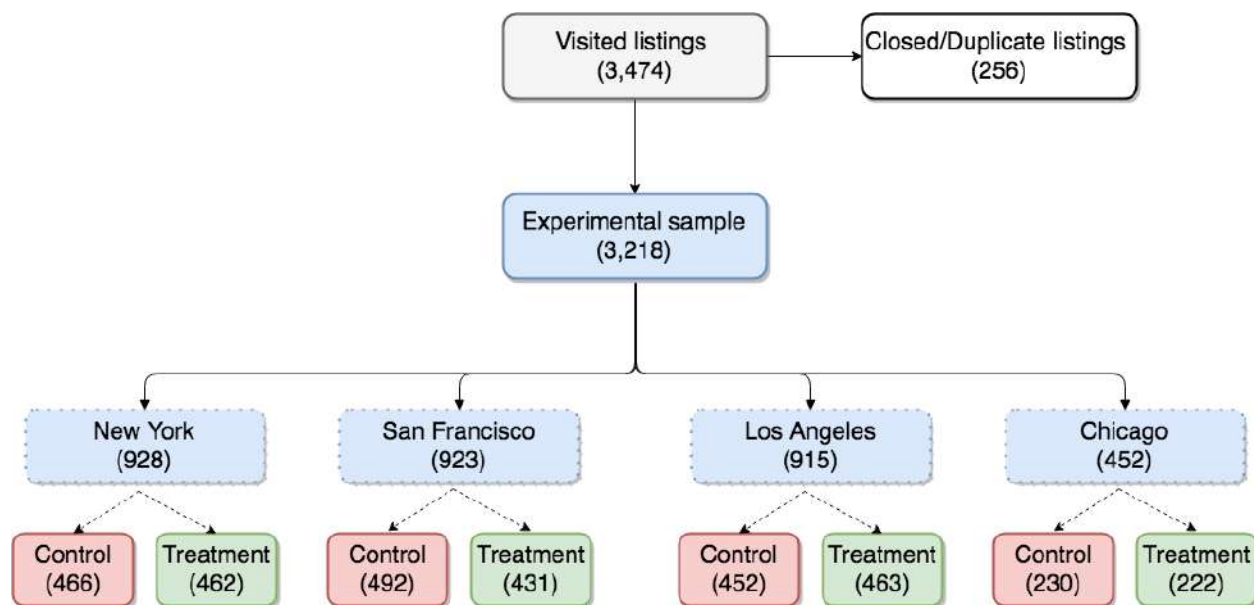 Visited listings
(3,474)
Closed/Duplicate listings
(256)
Experimental sample
(3,218)
New York
(928)
San Francisco
(923)
Los Angeles
(915)
Chicago
(452)
Control
(466)
Treatment
(462)
Control
(492)
Treatment
(431)
Control
(452)
Treatment
(463)
Control
(230)
Treatment
(222)